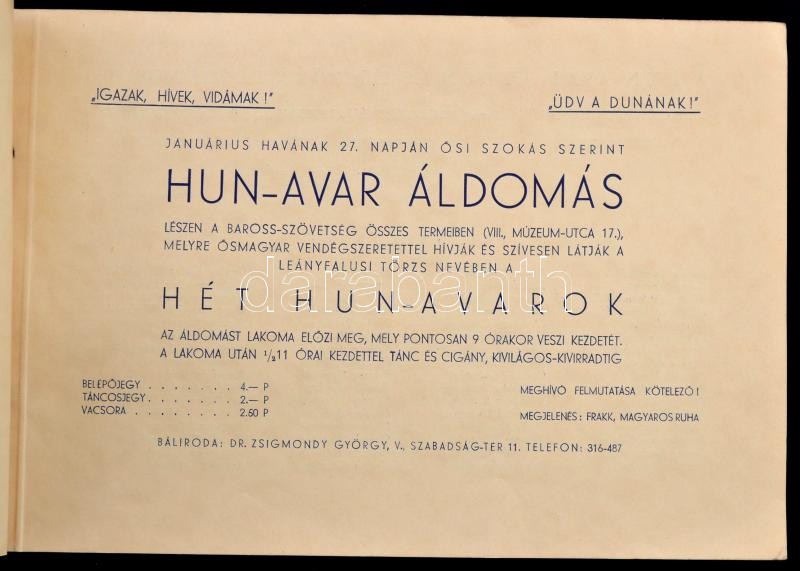 „IGAZAK, HÍVEK, VIDÁMAK!"
„ÜDV A DUNÁNAK!"
JANUÁRIUS HAVÁNAK 27. NAPJÁN ŐSI SZOKÁS SZERINT
HUN-AVAR ÁLDOMÁS
LÉSZEN A BAROSS-SZÖVETSÉG ÖSSZES TERMEIBEN (VIII., MÚZEUM-UTCA 17.),
MELYRE ŐSMAGYAR VENDÉGSZERETETTEL HÍVJÁK ÉS SZÍVESEN LÁTJÁK A
LEÁNYFALUSI TÖRZS NEVÉBEN A
darabanth
HÉT HUN-AVAROK
AZ ÁLDOMÁST LAKOMA ELŐZI MEG, MELY PONTOSAN 9 ÓRAKOR VESZI KEZDETÉT.
A LAKOMA UTÁN 1/211 ÓRAI KEZDETTEL TÁNC ÉS CIGÁNY, KIVILÁGOS-KIVIRRADTIG
BELÉPŐJEGY . . . . . . . 4.— P
TÁNCOSJEGY. . . . . . . 2.— P
VACSORA . . . . . . . . 2.60 P
MEGHÍVÓ FELMUTATÁSA KÖTELEZŐ!
MEGJELENÉS: FRAKK, MAGYAROS RUHA
BÁLIRODA: DR. ZSIGMONDY GYÖRGY, V., SZABADSÁG-TER 11. TELEFON: 316-487